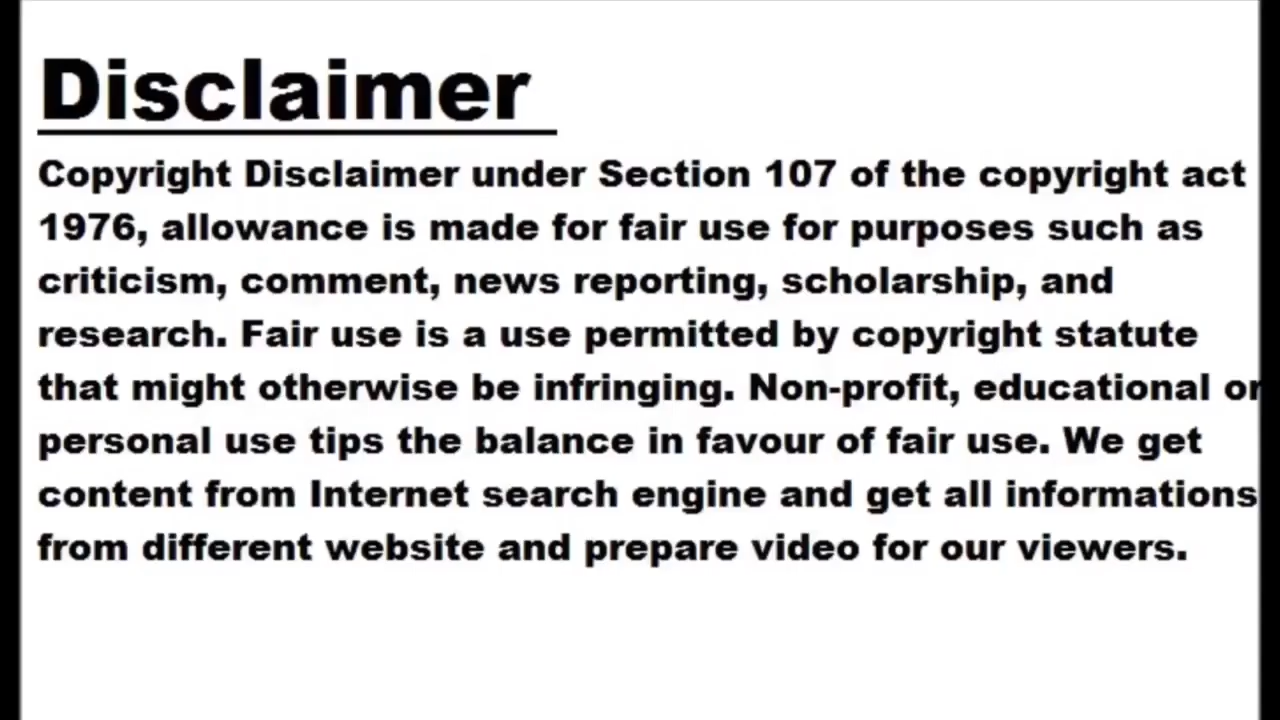 Disclaimer
Copyright Disclaimer under Section 107 of the copyright act
1976, allowance is made for fair use for purposes such as
criticism, comment, news reporting, scholarship, and
research. Fair use is a use permitted by copyright statute
that might otherwise be infringing. Non-profit, educational or
personal use tips the balance in favour of fair use. We get
content from Internet search engine and get all informations
from different website and prepare video for our viewers.